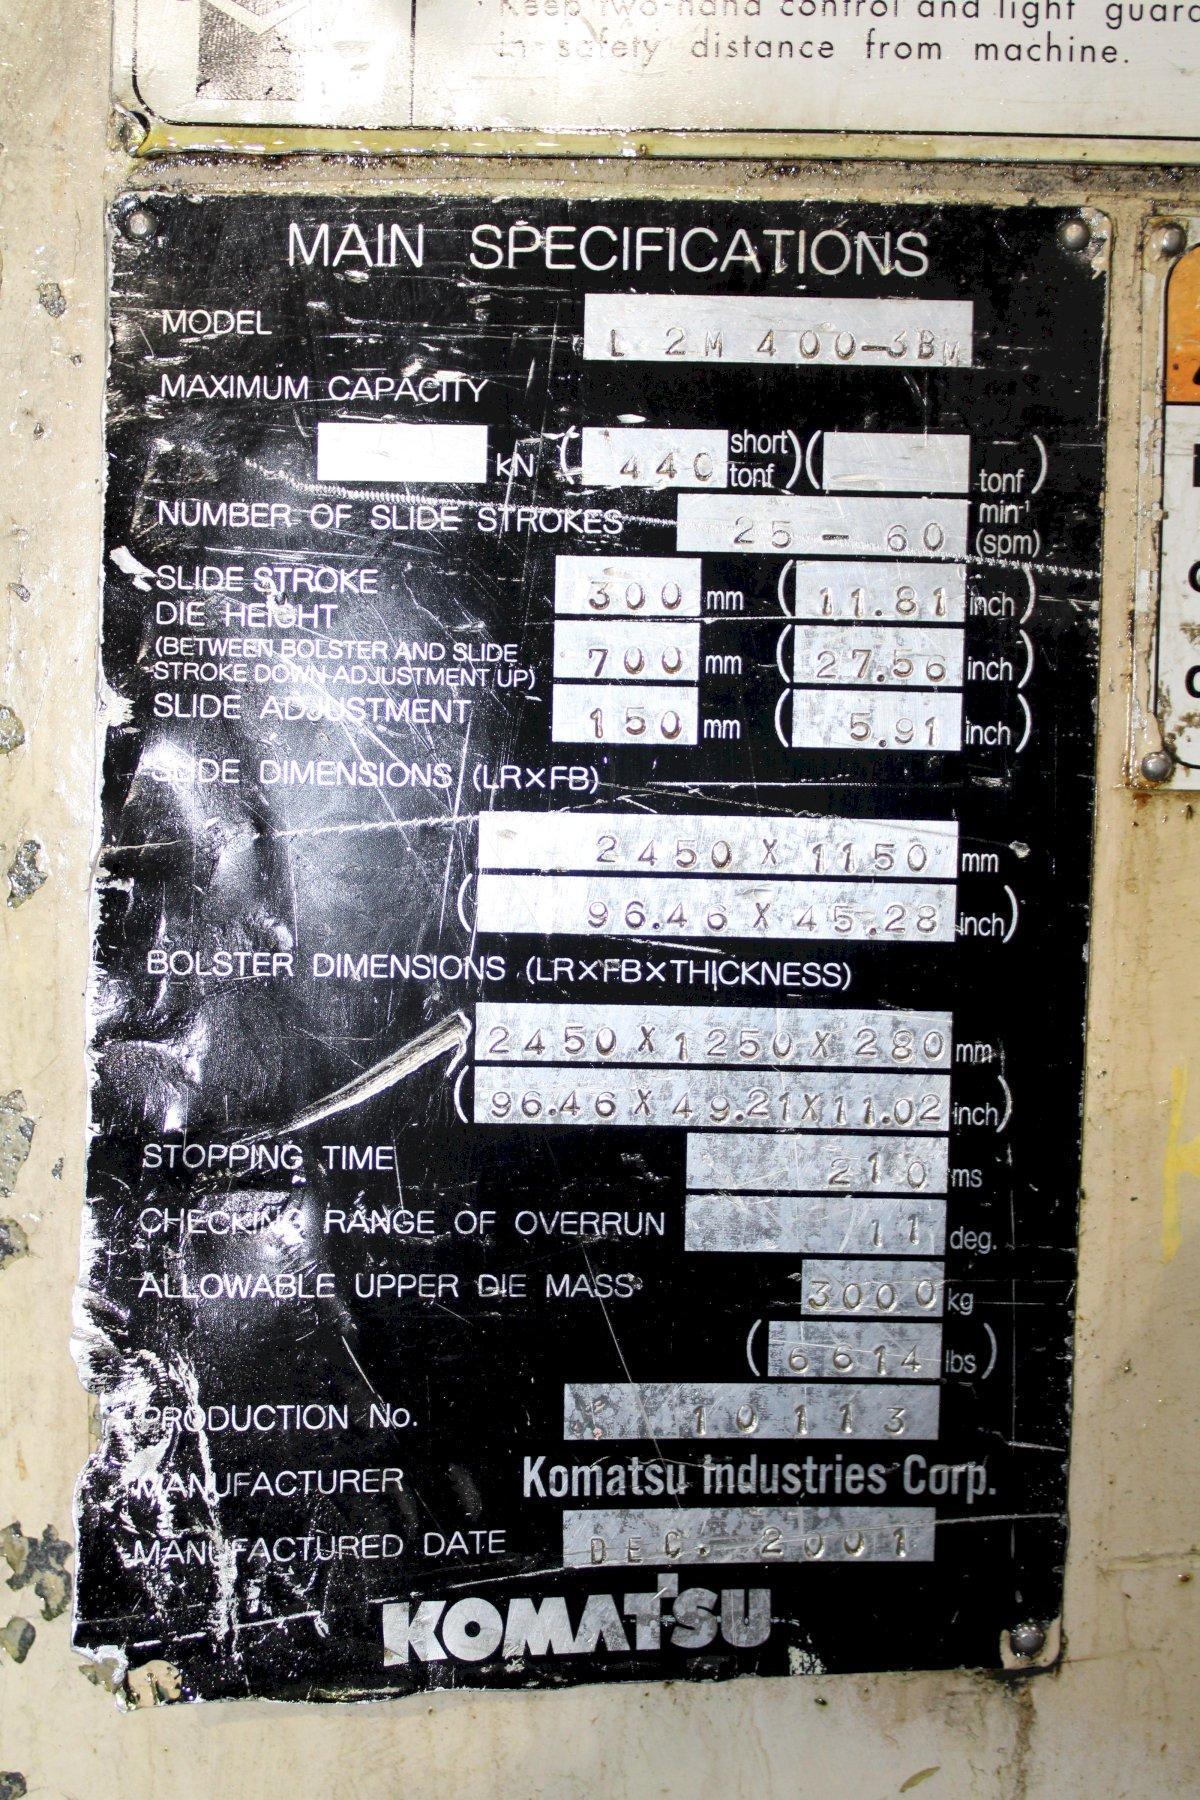 Keep two-hand control and light guard
in safety distance from machine.
MAIN SPECIFICATIONS
MODEL L 2M 400-3BM
MAXIMUM CAPACITY
kN ( 440 short tonf ) ( tonf )
NUMBER OF SLIDE STROKES 25 - 60 min⁻¹ (spm)
SLIDE STROKE 300 mm ( 11.81 inch )
DIE HEIGHT
(BETWEEN BOLSTER AND SLIDE 700 mm ( 27.56 inch )
STROKE DOWN ADJUSTMENT UP)
SLIDE ADJUSTMENT 150 mm ( 5.91 inch )
SLIDE DIMENSIONS (LR×FB)
2450 X 1150 mm
( 96.46 X 45.28 inch )
BOLSTER DIMENSIONS (LR×FB×THICKNESS)
2450 X 1250 X 280 mm
( 96.46 X 49.21 X 11.02 inch )
STOPPING TIME 210 ms
CHECKING RANGE OF OVERRUN 11 deg.
ALLOWABLE UPPER DIE MASS 3000 kg
( 6614 lbs )
PRODUCTION No. 10113
MANUFACTURER Komatsu Industries Corp.
MANUFACTURED DATE DEC. 2001
KOMATSU